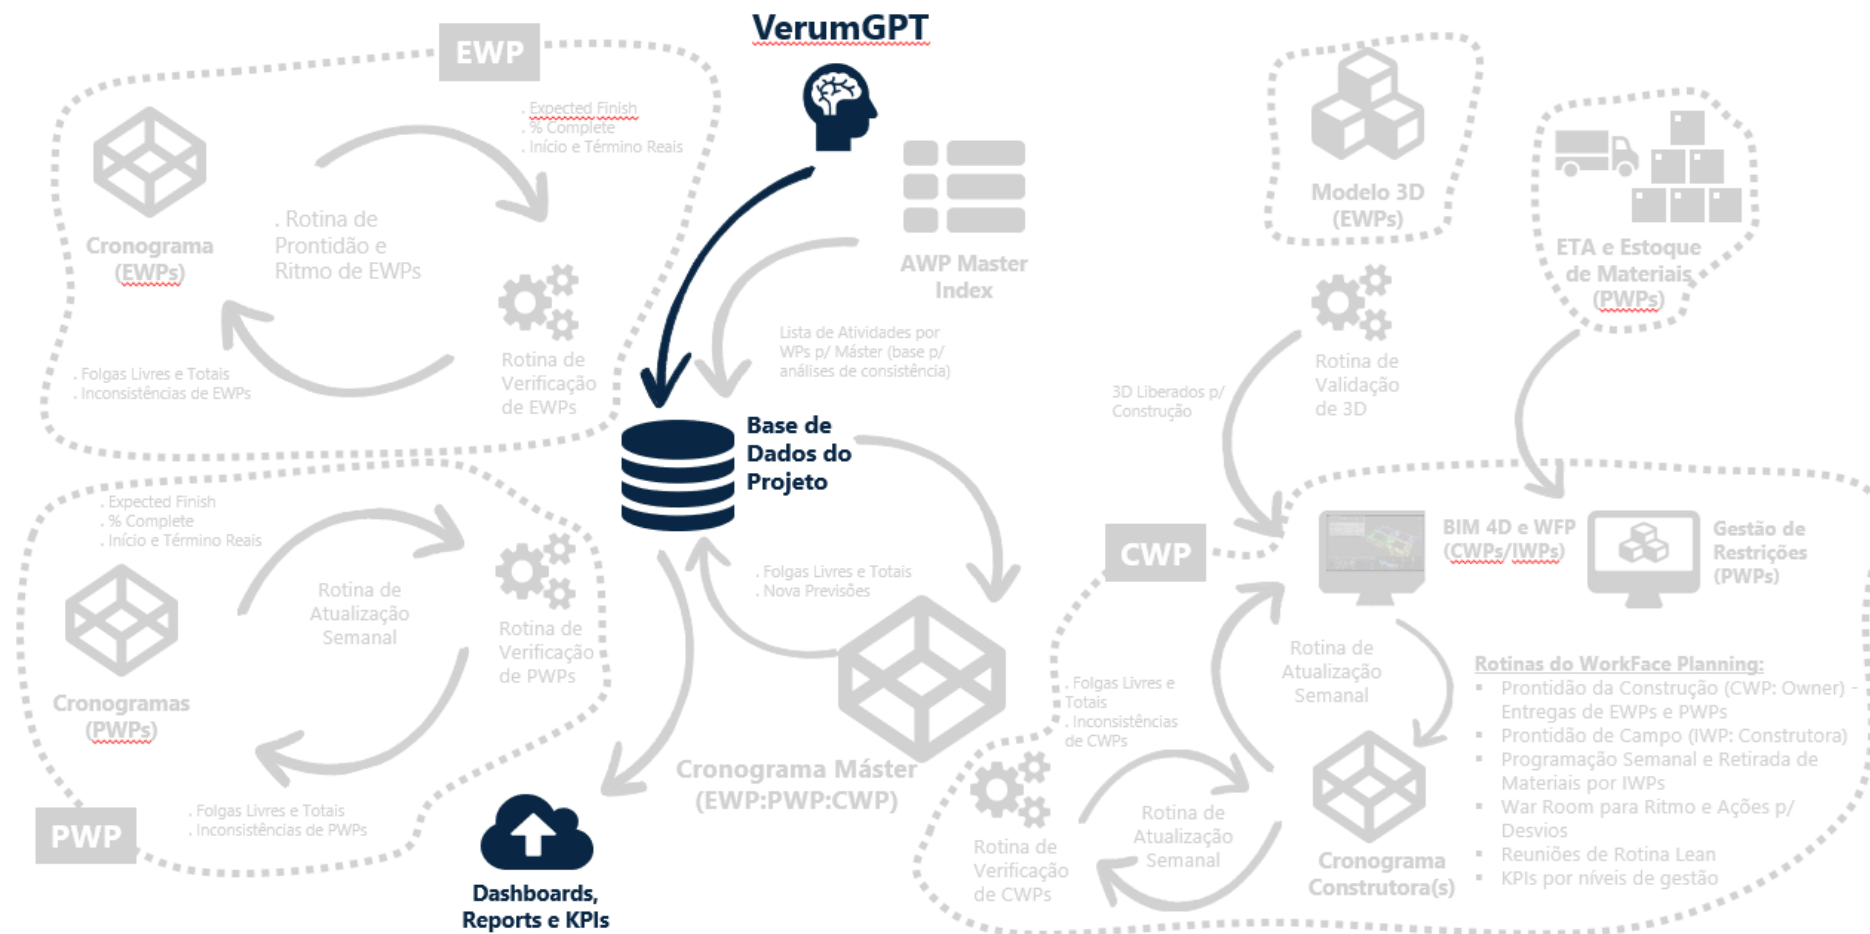 VerumGPT
EWP
. Expected Finish
. % Complete
. Início e Término Reais
Cronograma
(EWPs)
. Rotina de
Prontidão e
Ritmo de EWPs
Rotina de
Verificação
de EWPs
. Folgas Livres e Totais
. Inconsistências de EWPs
AWP Master
Index
Lista de Atividades por
WPs p/ Máster (base p/
análises de consistência)
Base de
Dados do
Projeto
. Folgas Livres e Totais
. Nova Previsões
Cronograma Máster
(EWP:PWP:CWP)
Dashboards,
Reports e KPIs
. Expected Finish
. % Complete
. Início e Término Reais
Cronogramas
(PWPs)
Rotina de
Atualização
Semanal
Rotina de
Verificação
de PWPs
. Folgas Livres e Totais
. Inconsistências de PWPs
PWP
Modelo 3D
(EWPs)
Rotina de
Validação
de 3D
3D Liberados p/
Construção
ETA e Estoque
de Materiais
(PWPs)
CWP
BIM 4D e WFP
(CWPs/IWPs)
Gestão de
Restrições
(PWPs)
Rotina de
Atualização
Semanal
. Folgas Livres e
Totais
. Inconsistências
de CWPs
Rotina de
Verificação
de CWPs
Rotina de
Atualização
Semanal
Cronograma
Construtora(s)
Rotinas do WorkFace Planning:
▪ Prontidão da Construção (CWP: Owner) -
Entregas de EWPs e PWPs
▪ Prontidão de Campo (IWP: Construtora)
▪ Programação Semanal e Retirada de
Materiais por IWPs
▪ War Room para Ritmo e Ações p/
Desvios
▪ Reuniões de Rotina Lean
▪ KPIs por níveis de gestão